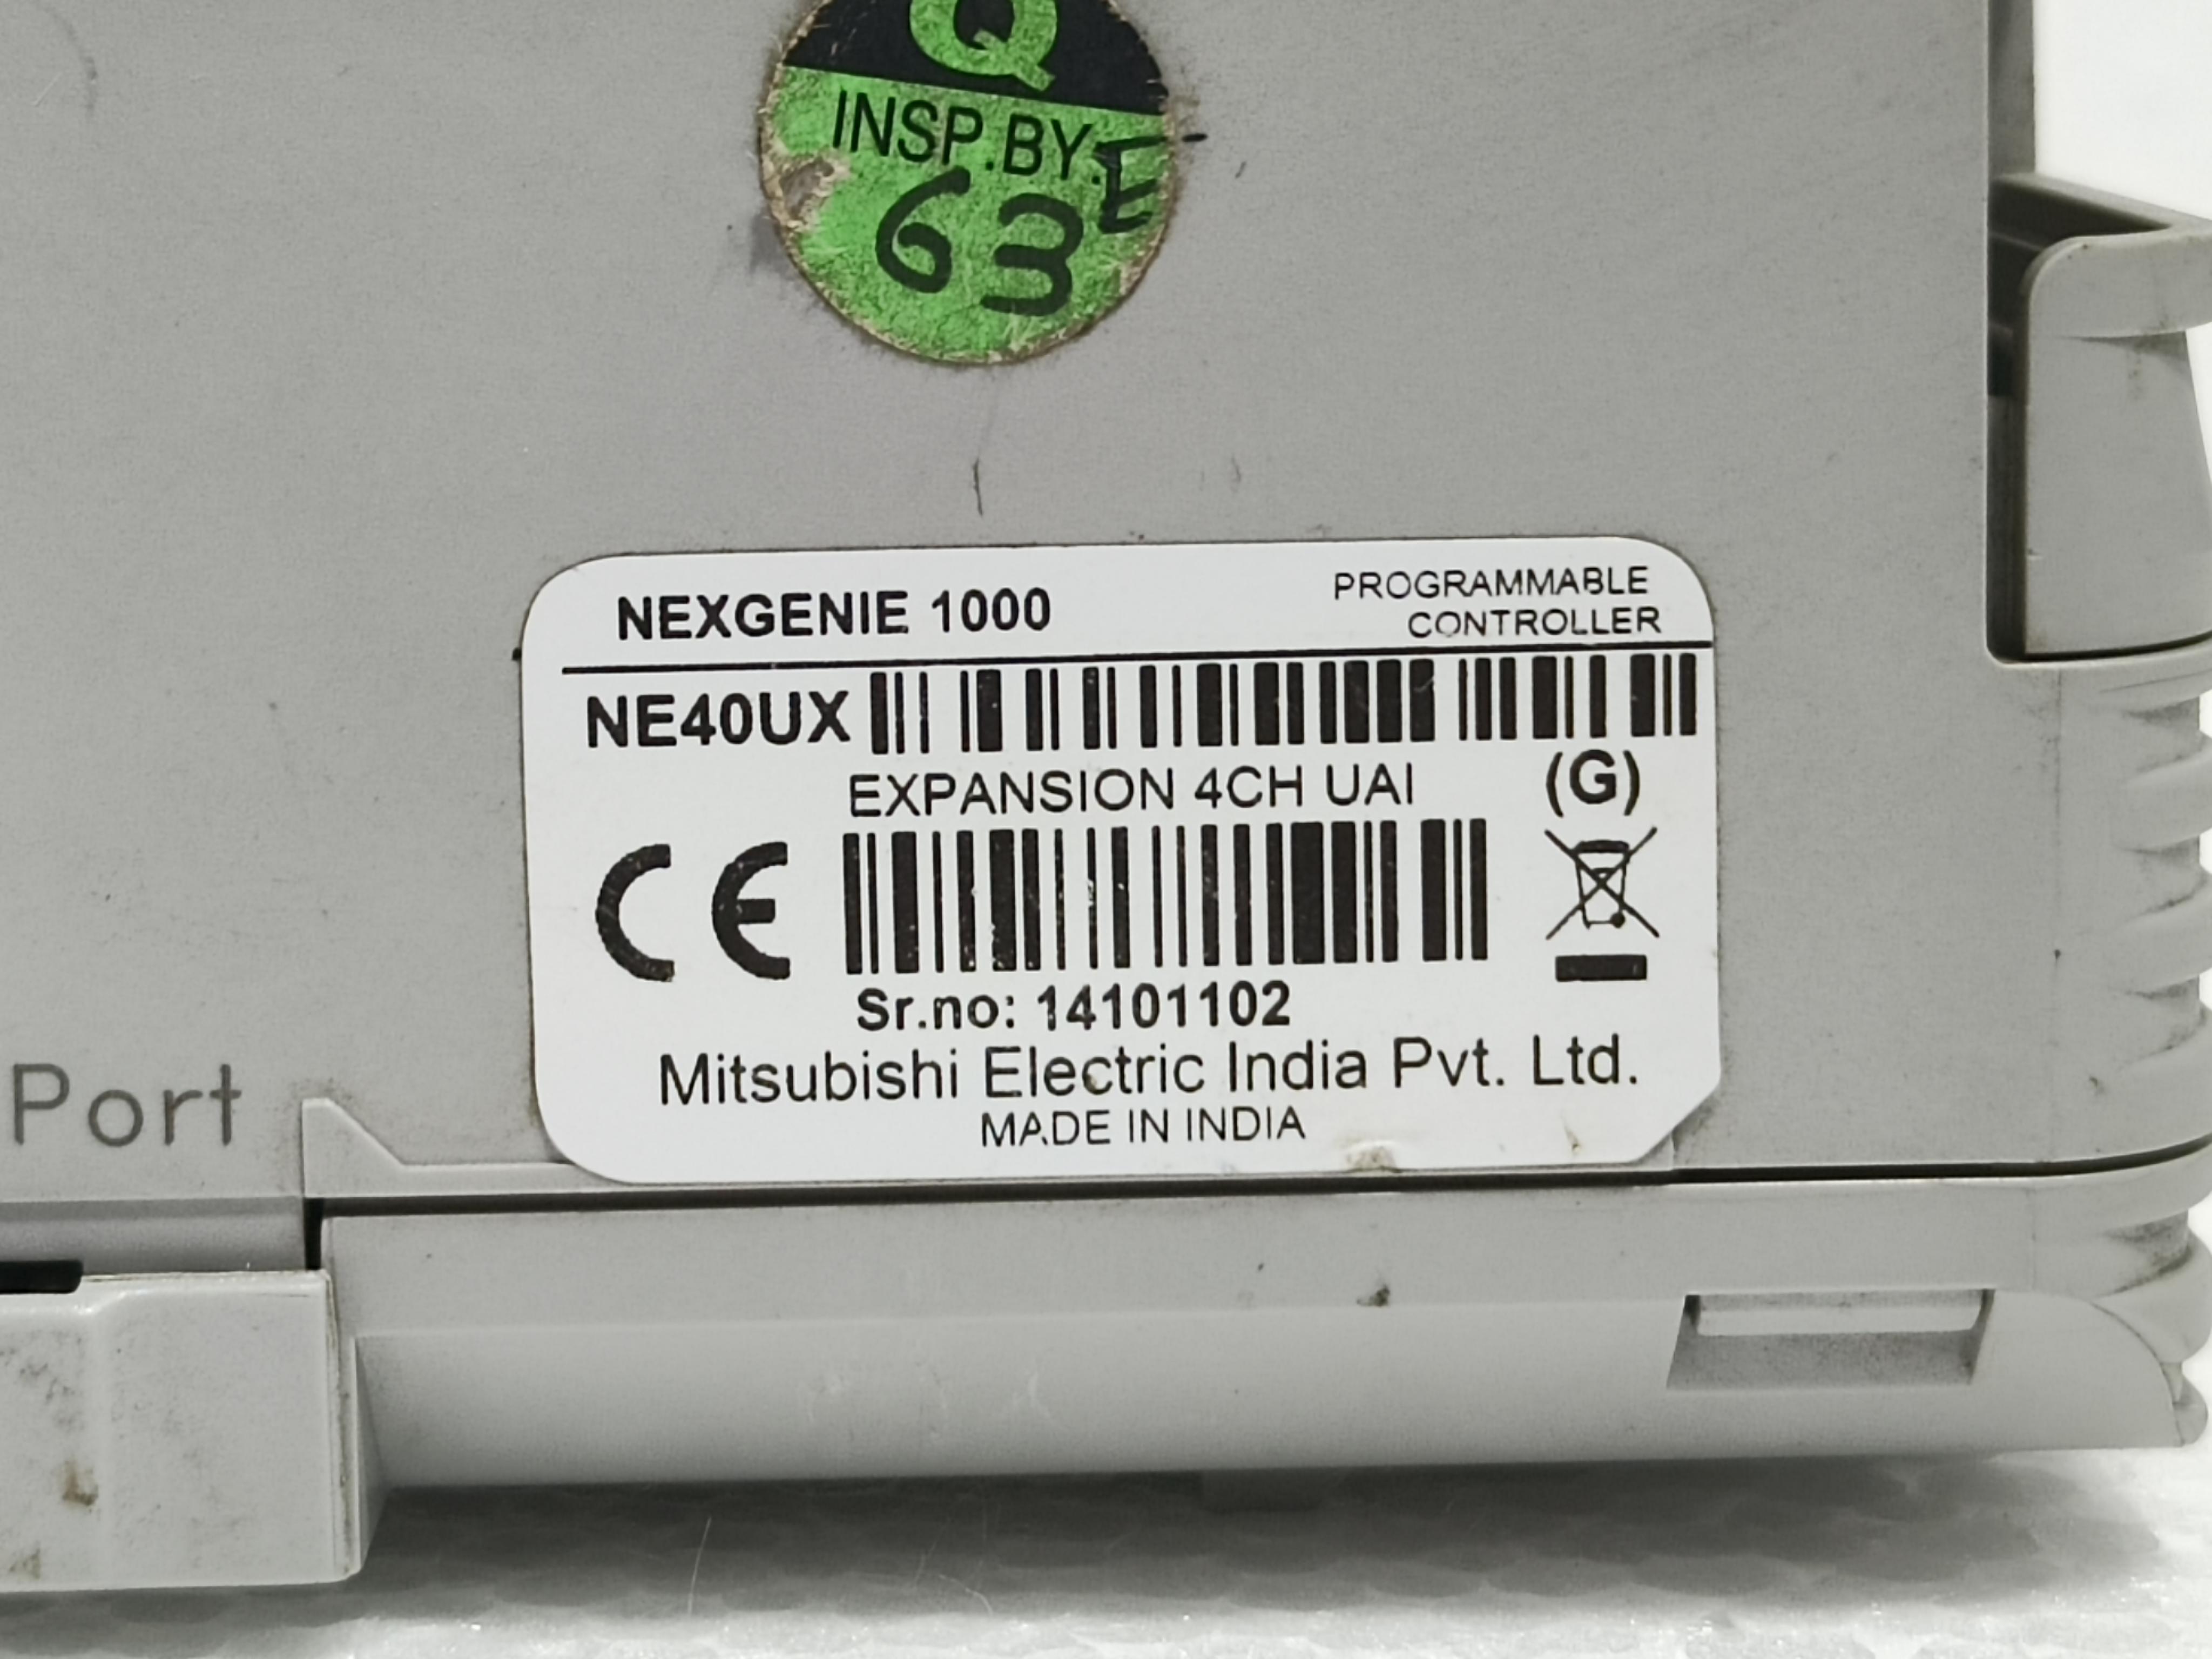 Q
INSP.BY.E
63
NEXGENIE 1000
PROGRAMMABLE
CONTROLLER
NE40UX
EXPANSION 4CH UAI
(G)
CE
Sr.no: 14101102
Mitsubishi Electric India Pvt. Ltd.
MADE IN INDIA
Port